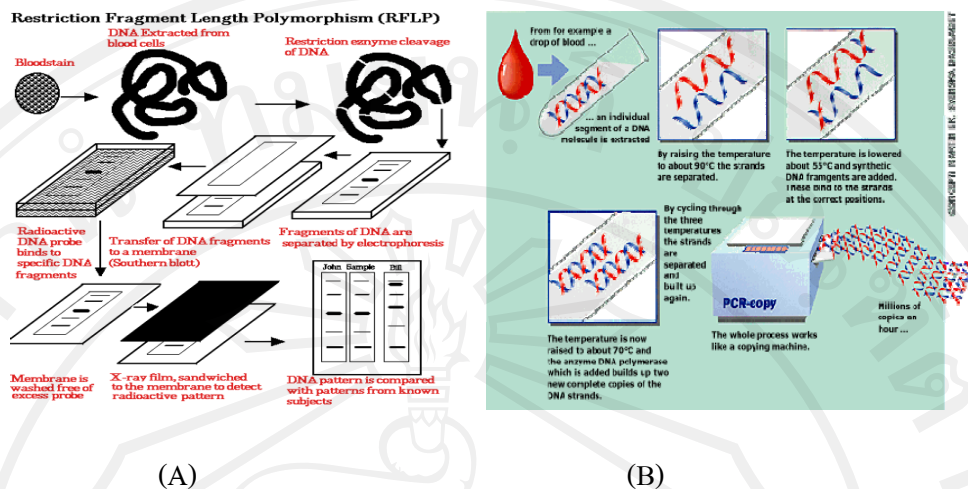 Restriction Fragment Length Polymorphism (RFLP)
DNA Extracted from
blood cells
Restriction eznyme cleavage
of DNA
Bloodstain
Radioactive
DNA probe
binds to
specific DNA
fragments
Transfer of DNA fragments
to a membrane
(Southern blott)
Fragments of DNA are
separated by electrophoresis
John Sample Bill
Membrane is
washed free of
excess probe
X-ray film, sandwiched
to the membrane to detect
radioactive pattern
DNA pattern is compared
with patterns from known
subjects
(A)
From for example a
drop of blood ...
... an individual
segment of a DNA
molecule is extracted
By raising the temperature
to about 90°C the strands
are separated.
The temperature is lowered
about 55°C and synthetic
DNA framgents are added.
These bind to the strands
at the correct positions.
By cycling through
the three
temperatures
the strands
are
separated
and
built up
again.
The temperature is now
raised to about 70°C and
the enzyme DNA polymerase
which is added builds up two
new complete copies of the
DNA strands.
PCR-copy
The whole process works
like a copying machine.
Millions of
copies an
hour ...
(B)